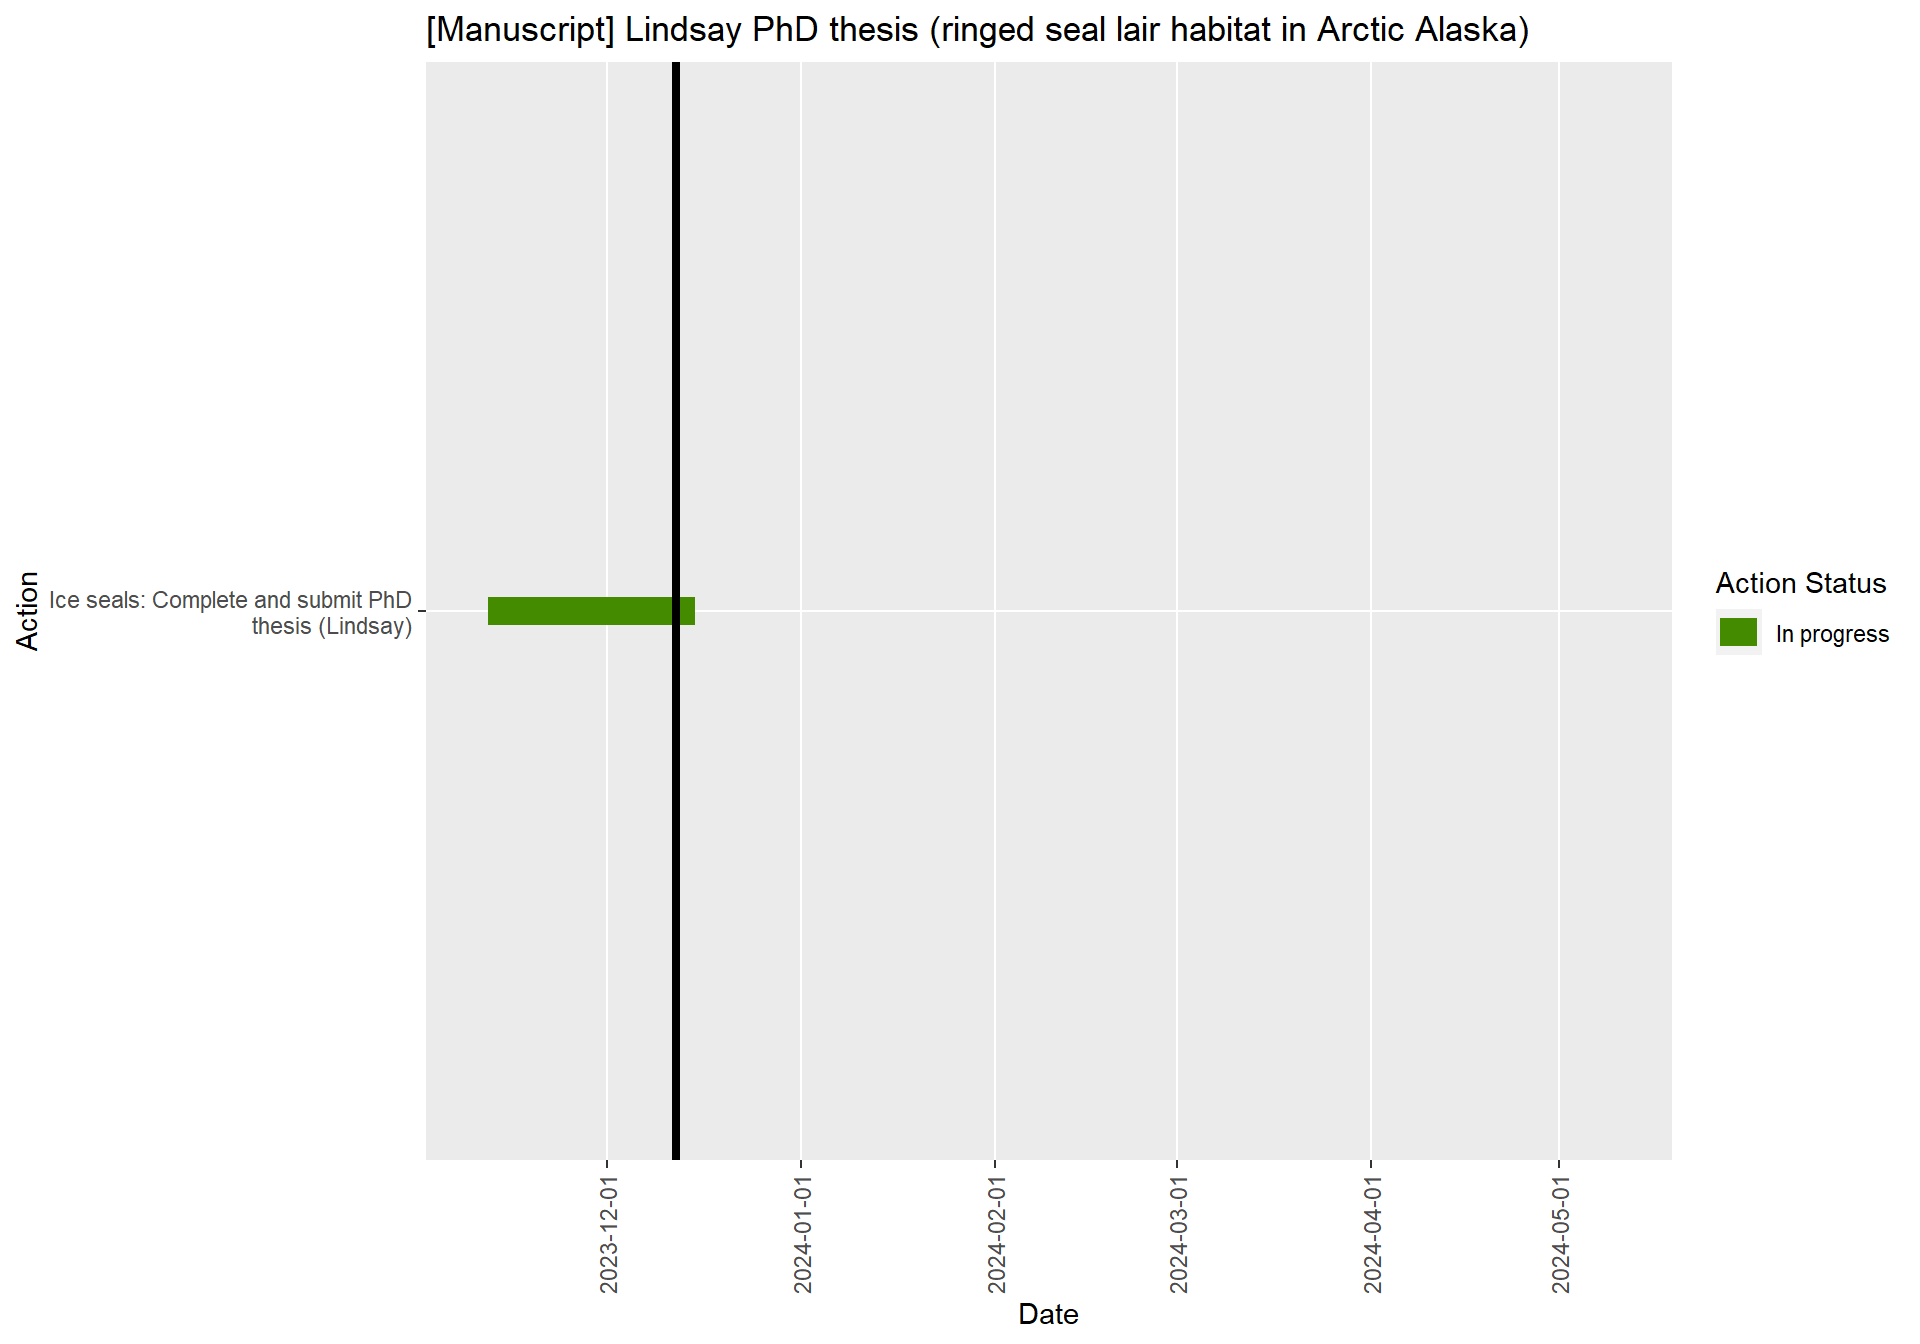 [Manuscript] Lindsay PhD thesis (ringed seal lair habitat in Arctic Alaska)
Action
Ice seals: Complete and submit PhD
thesis (Lindsay)
Action Status
In progress
2023-12-01
2024-01-01
2024-02-01
2024-03-01
2024-04-01
2024-05-01
Date